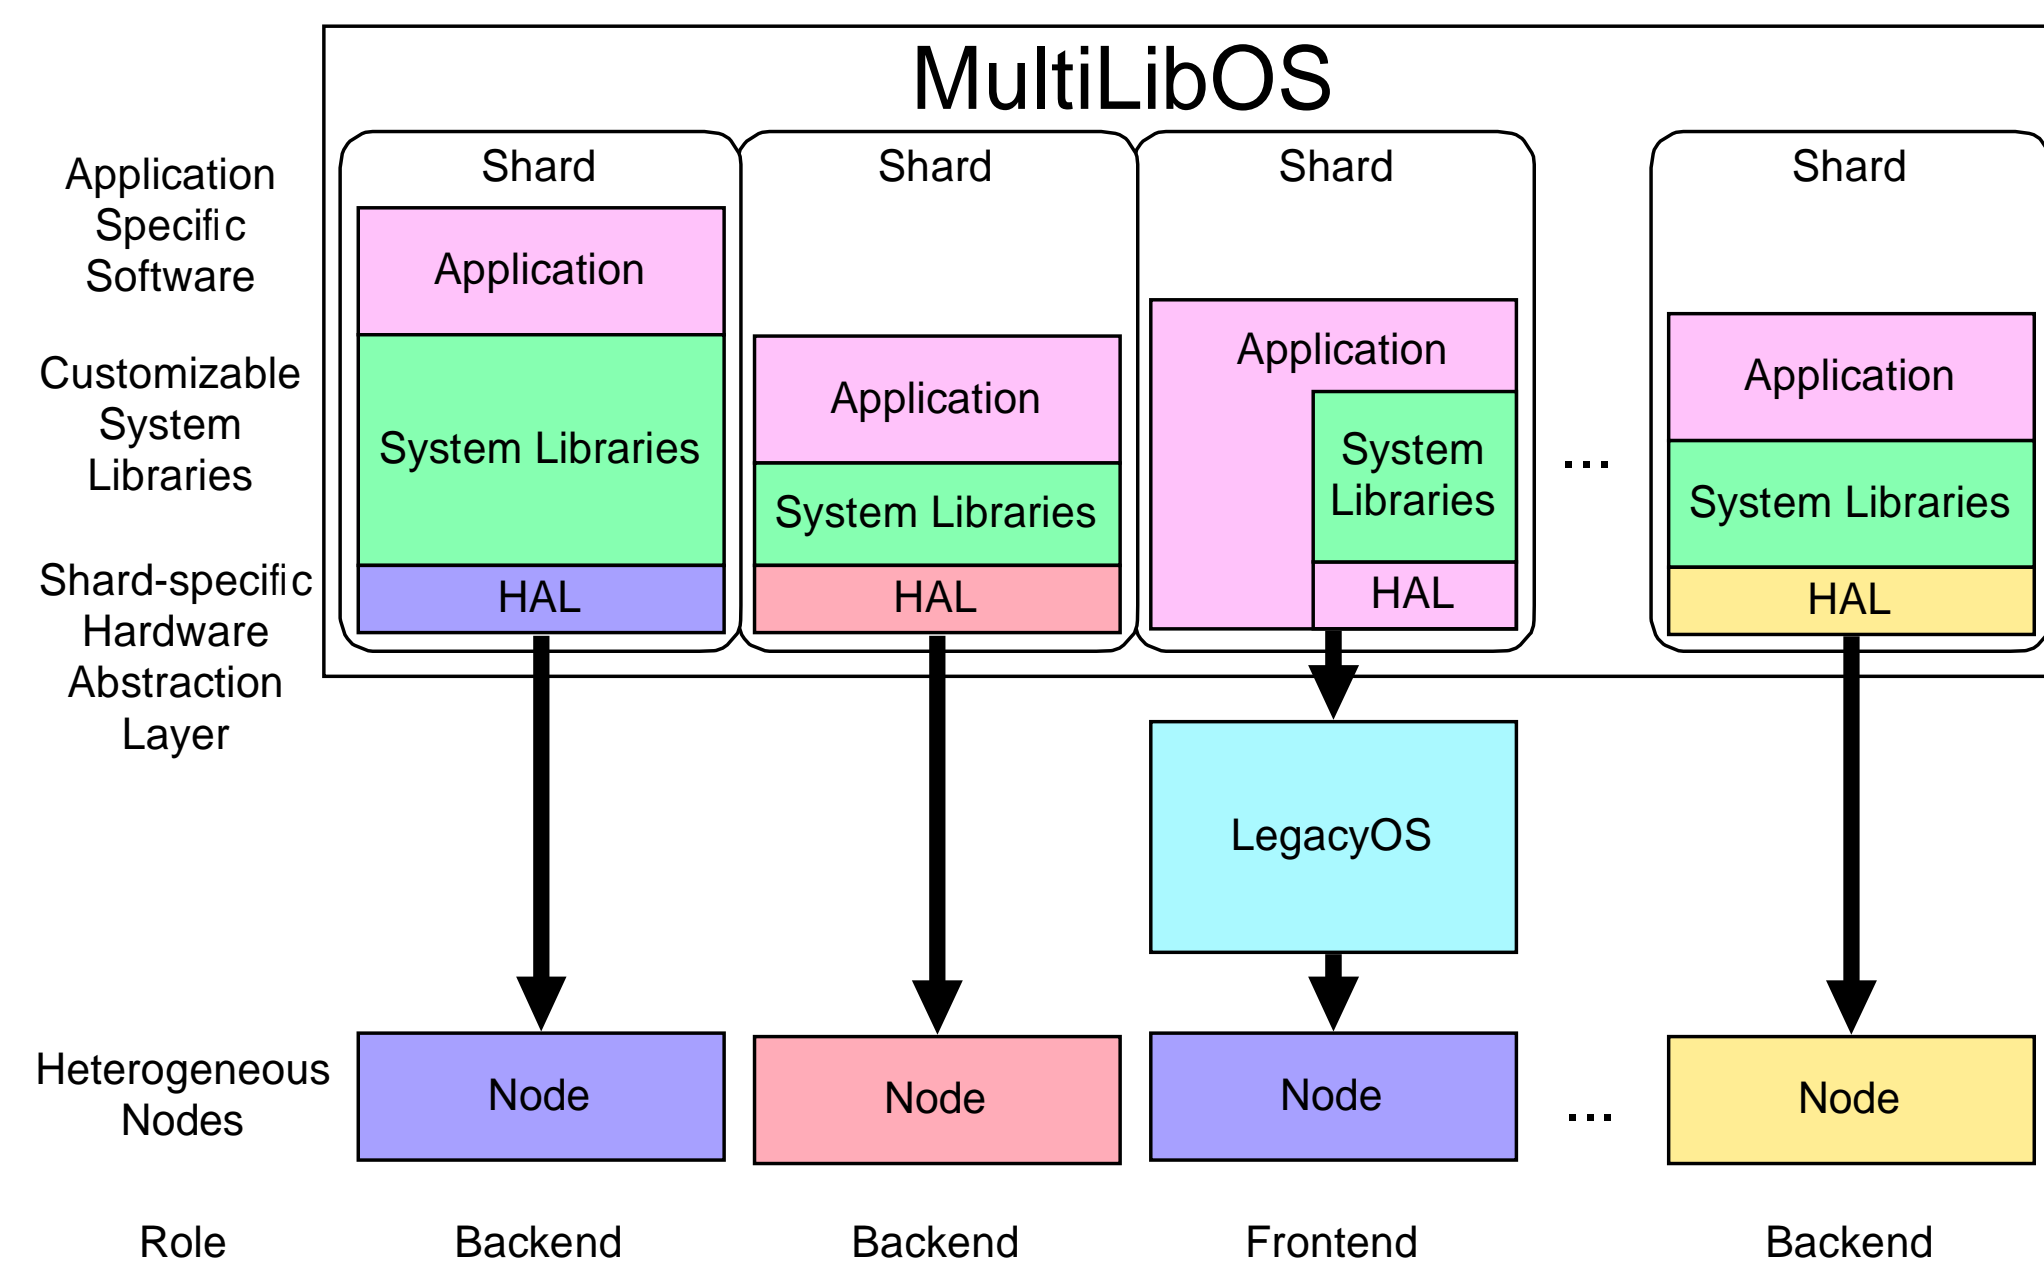 MultiLibOS
Application
Specific
Software
Customizable
System
Libraries
Shard-specific
Hardware
Abstraction
Layer
Heterogeneous
Nodes
Role
Shard
Application
System Libraries
HAL
Node
Backend
Shard
Application
System Libraries
HAL
Node
Backend
Shard
Application
System
Libraries
HAL
LegacyOS
Node
Frontend
...
...
Shard
Application
System Libraries
HAL
Node
Backend